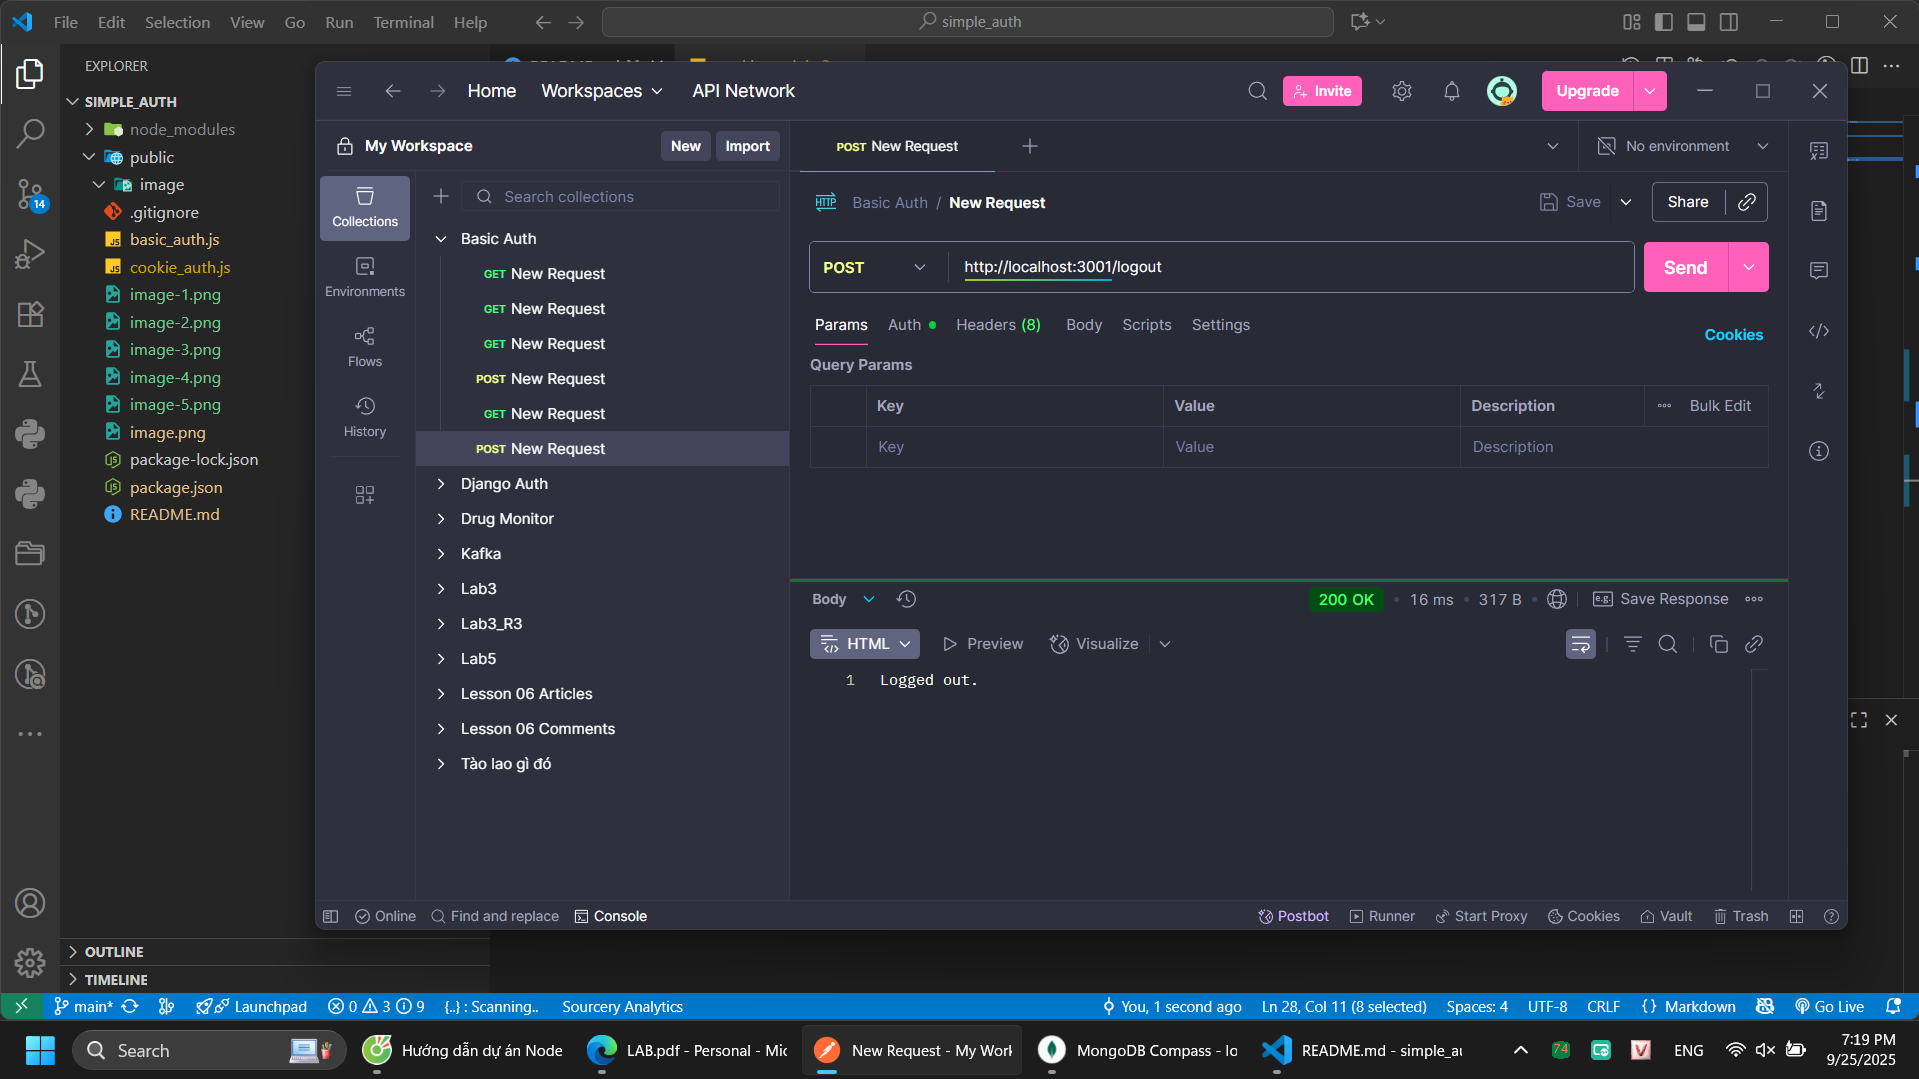 File Edit Selection View Go Run Terminal Help
simple_auth
EXPLORER
SIMPLE_AUTH
node_modules
public
image
.gitignore
basic_auth.js
cookie_auth.js
image-1.png
image-2.png
image-3.png
image-4.png
image-5.png
image.png
package-lock.json
package.json
README.md
OUTLINE
TIMELINE
14
Home Workspaces API Network
Invite
Upgrade
My Workspace
New Import
POST New Request
No environment
Collections
Environments
Flows
History
Search collections
Basic Auth
GET New Request
GET New Request
GET New Request
POST New Request
GET New Request
POST New Request
Django Auth
Drug Monitor
Kafka
Lab3
Lab3_R3
Lab5
Lesson 06 Articles
Lesson 06 Comments
Tào lao gì đó
HTTP Basic Auth / New Request
Save Share
POST http://localhost:3001/logout
Send
Params Auth Headers (8) Body Scripts Settings
Cookies
Query Params
Key Value Description Bulk Edit
Key Value Description
Body
200 OK • 16 ms • 317 B
e.g. Save Response
HTML Preview Visualize
1 Logged out.
Online Find and replace Console
Postbot Runner Start Proxy Cookies Vault Trash
main* Launchpad 0 3 9 {..} : Scanning.. Sourcery Analytics
You, 1 second ago Ln 28, Col 11 (8 selected) Spaces: 4 UTF-8 CRLF {} Markdown Go Live
Search
Hướng dẫn dự án Node
LAB.pdf - Personal - Mic
New Request - My Work
MongoDB Compass - lo
README.md - simple_au
74
ENG
7:19 PM
9/25/2025